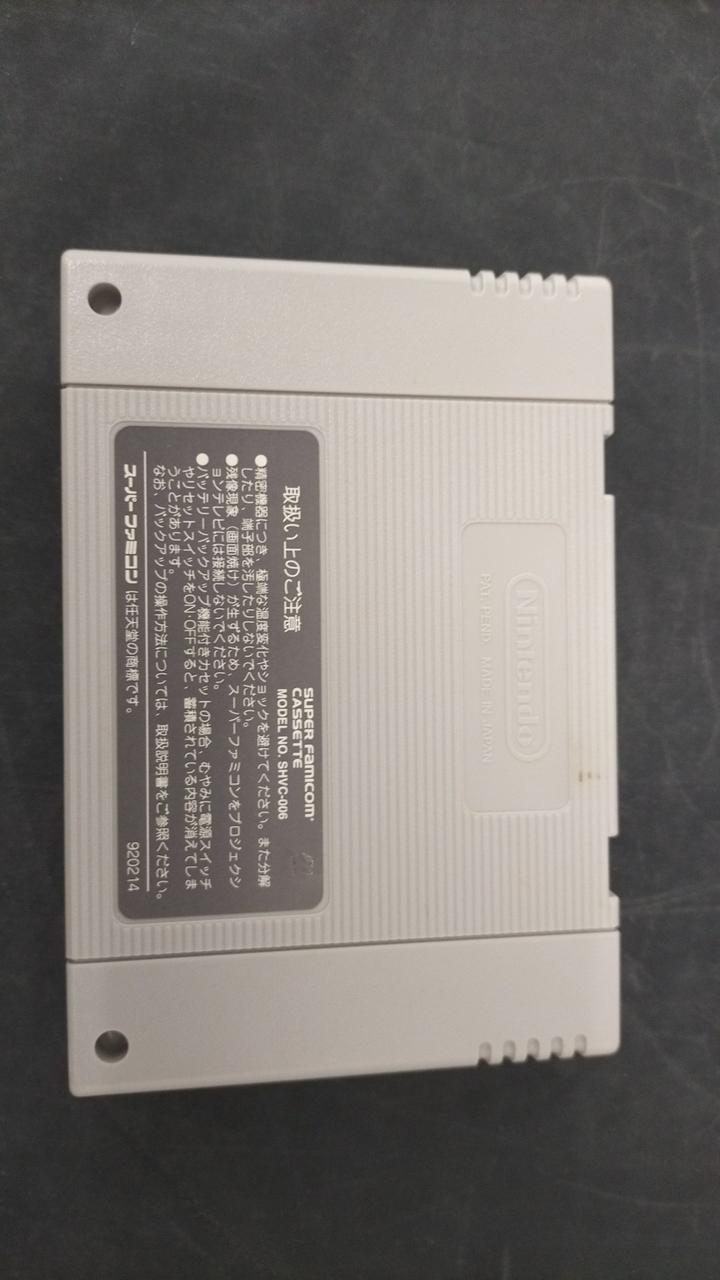 Nintendo
PAT. PEND. MADE IN JAPAN
SUPER Famicom
CASSETTE
MODEL NO. SHVC-006
取扱い上のご注意
●精密機器につき、極端な温度変化やショックを避けてください。また分解
したり、端子部を汚したりしないでください。
●残像現象（画面焼け）が生ずるため、スーパーファミコンをプロジェクシ
ョンテレビには接続しないでください。
●バッテリーバックアップ機能付きカセットの場合、むやみに電源スイッチ
やリセットスイッチをON・OFFすると、蓄積されている内容が消えてしま
うことがあります。
なお、バックアップの操作方法については、取扱説明書をご参照ください。
スーパーファミコン は任天堂の商標です。 920214